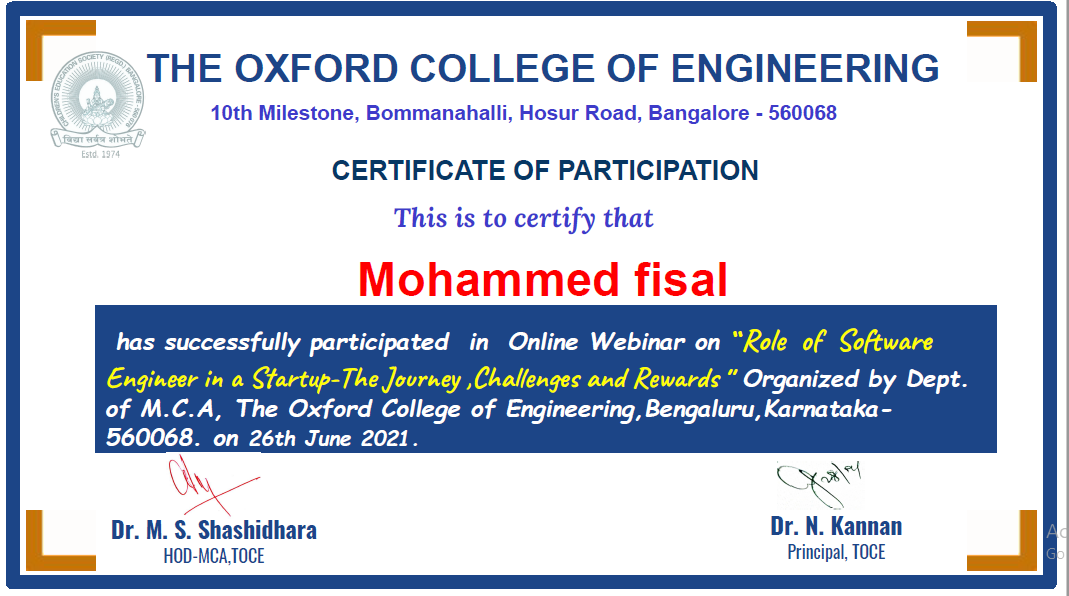 THE OXFORD COLLEGE OF ENGINEERING
10th Milestone, Bommanahalli, Hosur Road, Bangalore - 560068
विद्या सर्वत्र शोभते
Estd. 1974
CERTIFICATE OF PARTICIPATION
This is to certify that
Mohammed fisal
has successfully participated in Online Webinar on “Role of Software
Engineer in a Startup-The Journey ,Challenges and Rewards ” Organized by Dept.
of M.C.A, The Oxford College of Engineering,Bengaluru,Karnataka-
560068. on 26th June 2021.
Dr. M. S. Shashidhara
HOD-MCA,TOCE
Dr. N. Kannan
Principal, TOCE